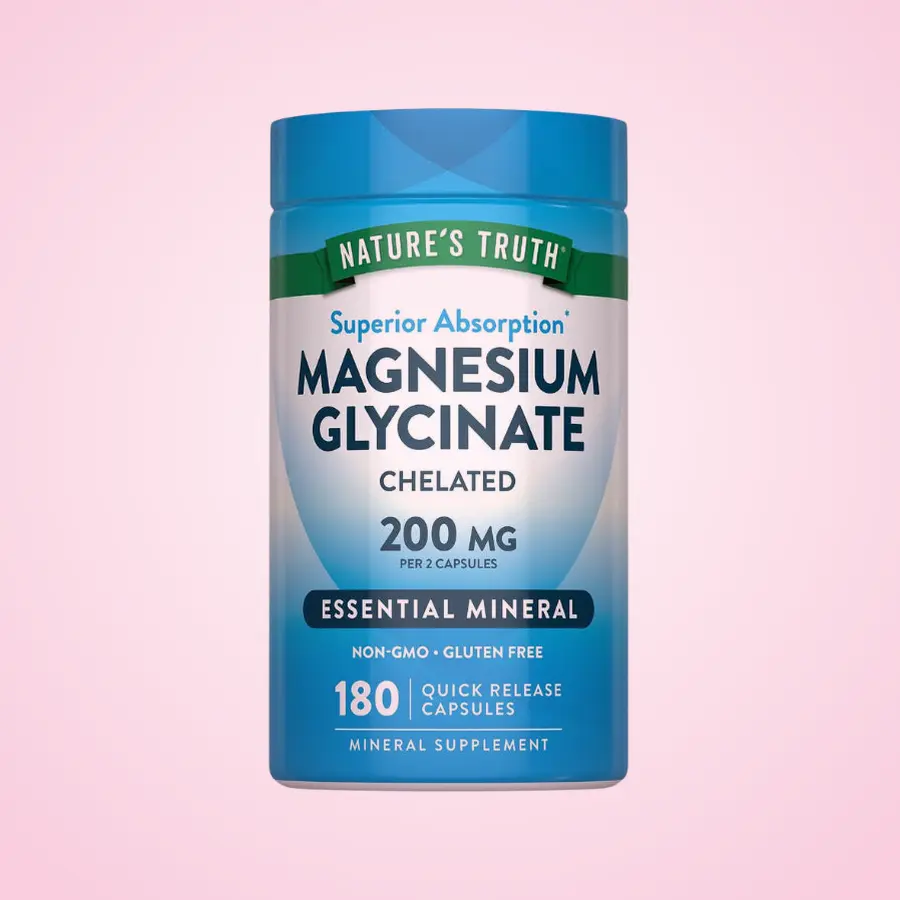 NATURE'S TRUTH®
Superior Absorption*
MAGNESIUM
GLYCINATE
CHELATED
200 MG
PER 2 CAPSULES
ESSENTIAL MINERAL
NON-GMO • GLUTEN FREE
180 QUICK RELEASE
CAPSULES
MINERAL SUPPLEMENT